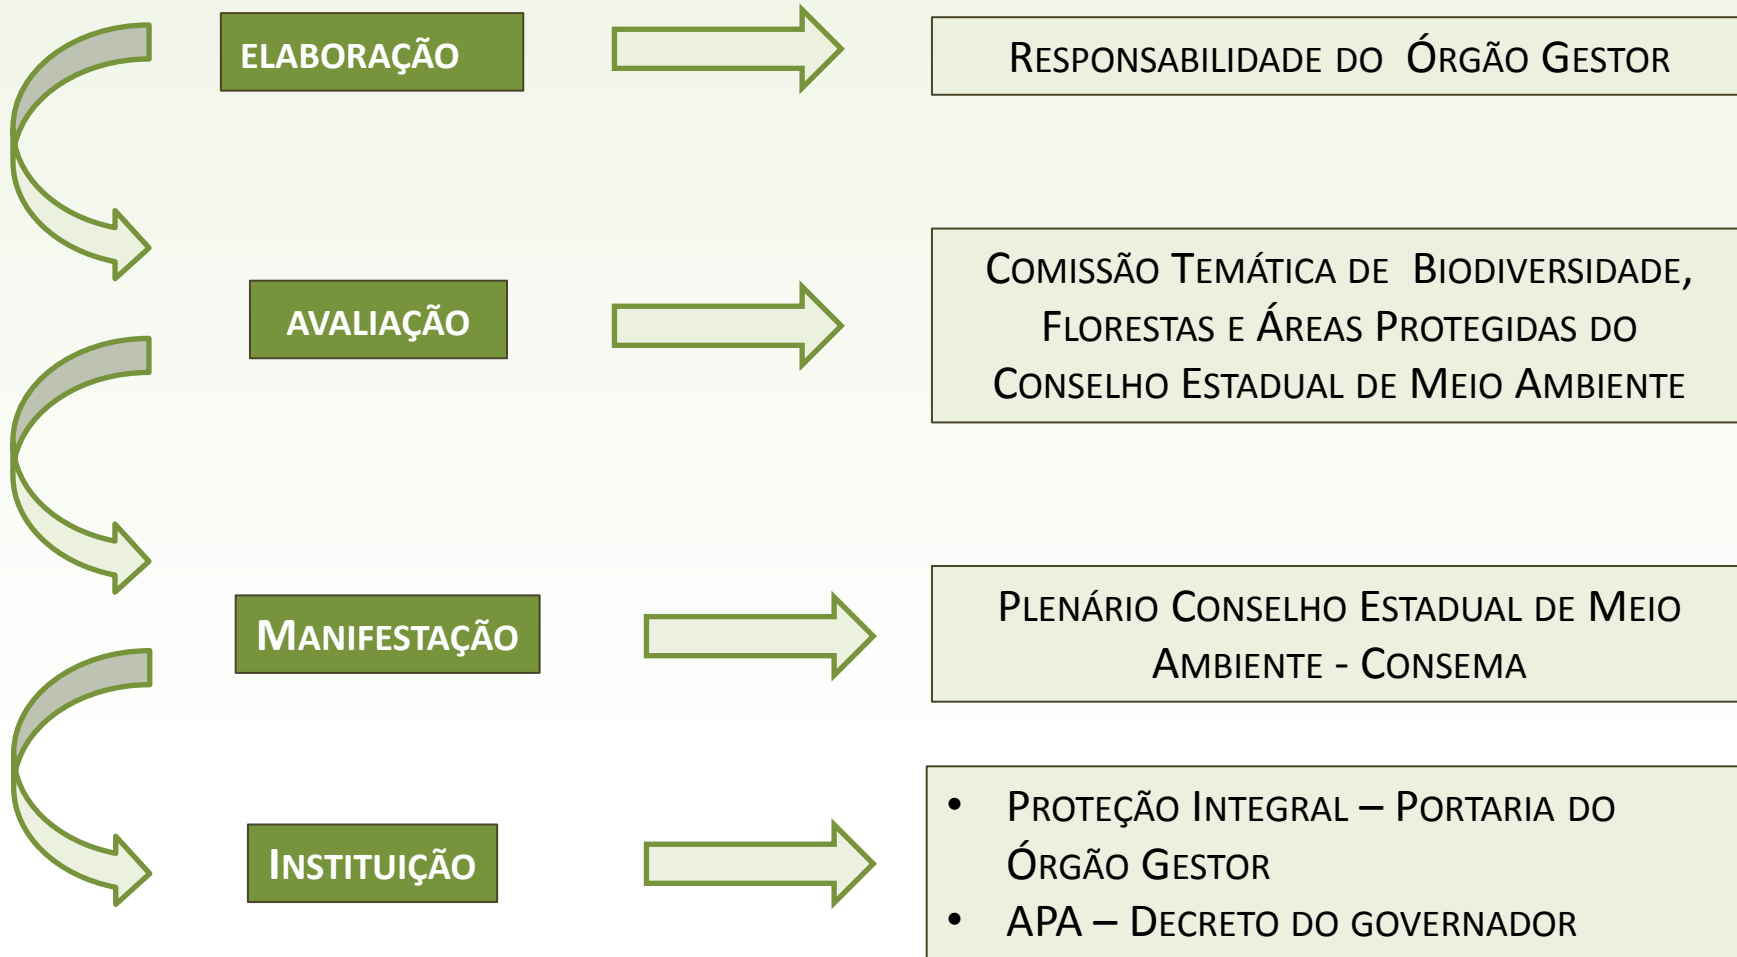 ELABORAÇÃO
RESPONSABILIDADE DO ÓRGÃO GESTOR
AVALIAÇÃO
COMISSÃO TEMÁTICA DE BIODIVERSIDADE,
FLORESTAS E ÁREAS PROTEGIDAS DO
CONSELHO ESTADUAL DE MEIO AMBIENTE
MANIFESTAÇÃO
PLENÁRIO CONSELHO ESTADUAL DE MEIO
AMBIENTE - CONSEMA
INSTITUIÇÃO
• PROTEÇÃO INTEGRAL – PORTARIA DO
ÓRGÃO GESTOR
• APA – DECRETO DO GOVERNADOR